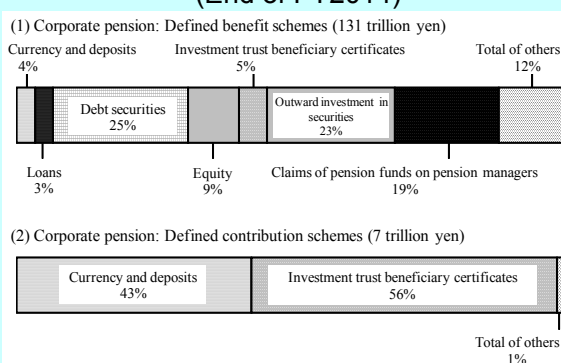 (1) Corporate pension: Defined benefit schemes (131 trillion yen)
Currency and deposits
4%
Investment trust beneficiary certificates
5%
Total of others
12%
Debt securities
25%
Outward investment in
securities
23%
Loans
3%
Equity
9%
Claims of pension funds on pension managers
19%
(2) Corporate pension: Defined contribution schemes (7 trillion yen)
Currency and deposits
43%
Investment trust beneficiary certificates
56%
Total of others
1%